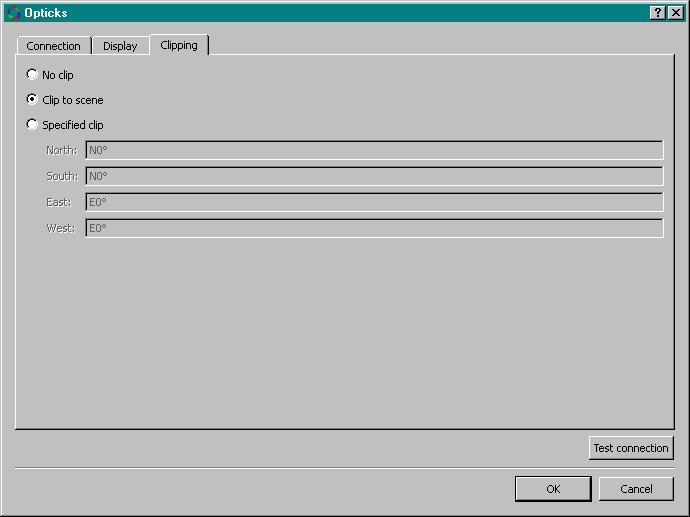 Opticks
Connection Display Clipping
No clip
Clip to scene
Specified clip
North: N0°
South: N0°
East: E0°
West: E0°
Test connection
OK Cancel